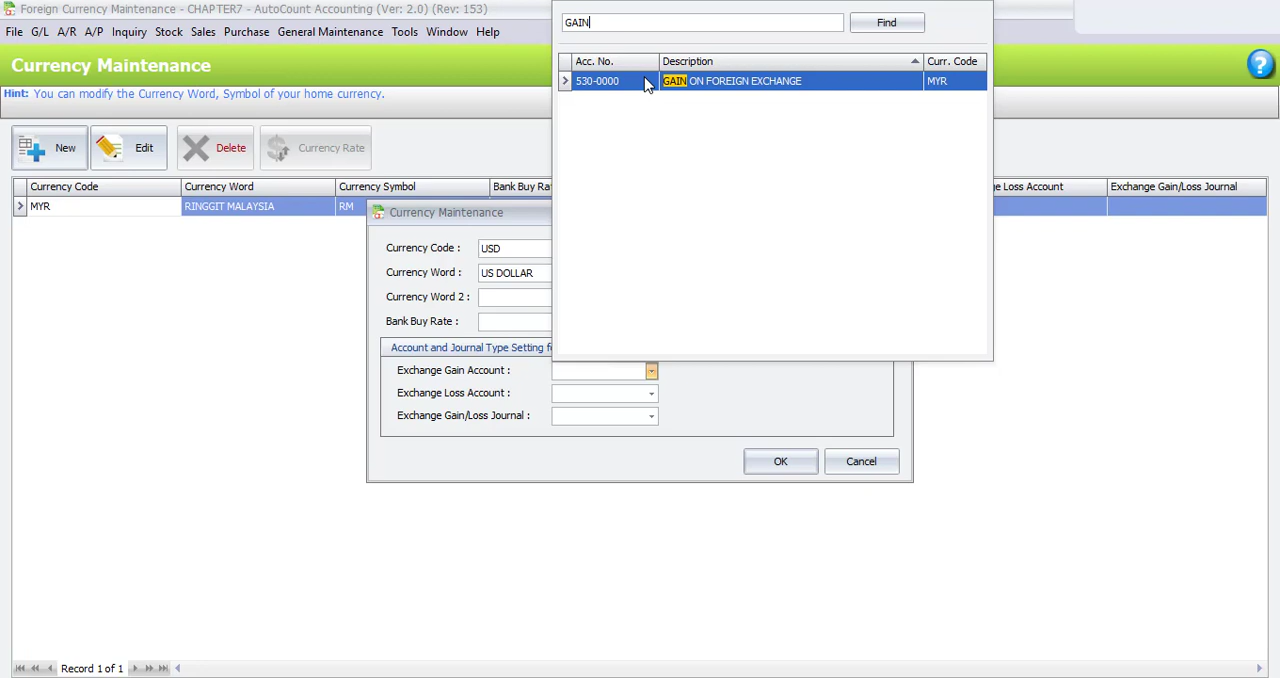 Foreign Currency Maintenance - CHAPTER7 - AutoCount Accounting (Ver: 2.0) (Rev: 153)
File G/L A/R A/P Inquiry Stock Sales Purchase General Maintenance Tools Window Help
Currency Maintenance
Hint: You can modify the Currency Word, Symbol of your home currency.
New Edit Delete Currency Rate
Currency Code Currency Word Currency Symbol Bank Buy Ra e Loss Account Exchange Gain/Loss Journal
MYR RINGGIT MALAYSIA RM
GAIN Find
Acc. No. Description Curr. Code
530-0000 GAIN ON FOREIGN EXCHANGE MYR
Currency Maintenance
Currency Code : USD
Currency Word : US DOLLAR
Currency Word 2 :
Bank Buy Rate :
Account and Journal Type Setting fo
Exchange Gain Account :
Exchange Loss Account :
Exchange Gain/Loss Journal :
OK Cancel
Record 1 of 1